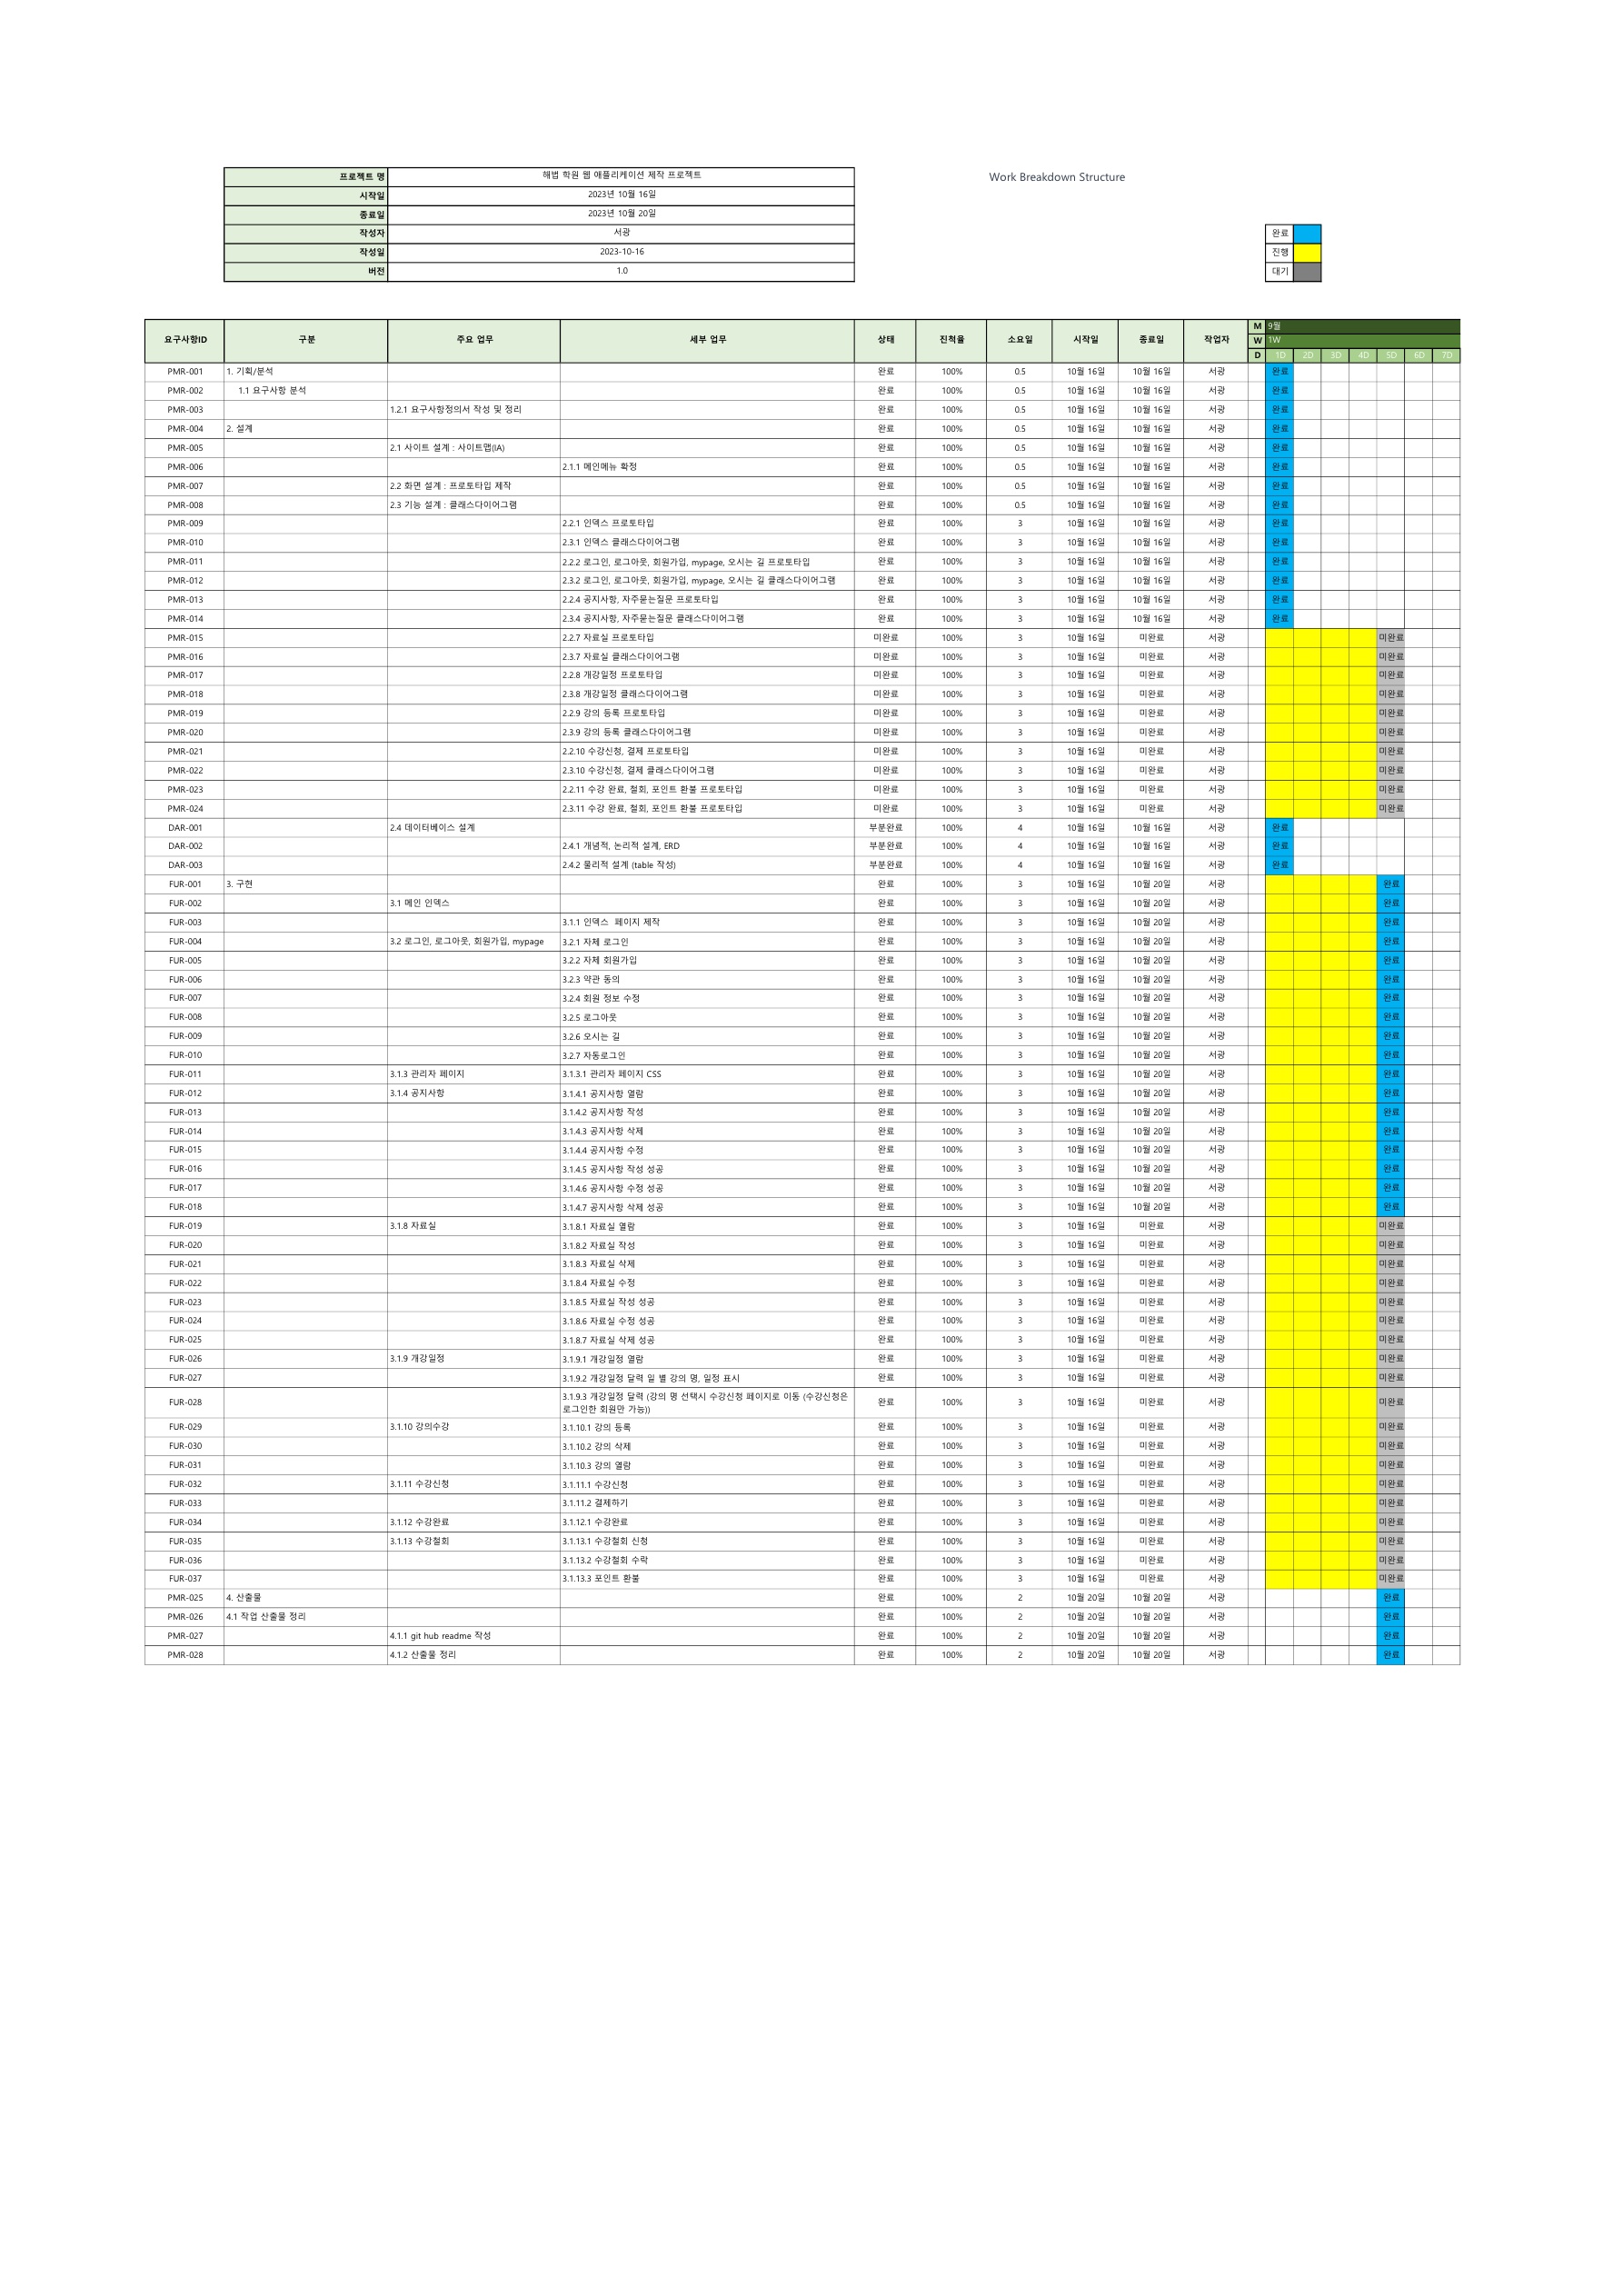 프로젝트 명 해법 학원 웹 애플리케이션 제작 프로젝트
Work Breakdown Structure
시작일 2023년 10월 16일
종료일 2023년 10월 20일
작성자 서광
완료
작성일 2023-10-16
진행
버전 1.0
대기
요구사항ID 구분 주요 업무 세부 업무 상태 진척율 소요일 시작일 종료일 작업자
M 9월
W 1W
D 1D 2D 3D 4D 5D 6D 7D
PMR-001 1. 기획/분석 완료 100% 0.5 10월 16일 10월 16일 서광 완료
PMR-002 1.1 요구사항 분석 완료 100% 0.5 10월 16일 10월 16일 서광 완료
PMR-003 1.2.1 요구사항정의서 작성 및 정리 완료 100% 0.5 10월 16일 10월 16일 서광 완료
PMR-004 2. 설계 완료 100% 0.5 10월 16일 10월 16일 서광 완료
PMR-005 2.1 사이트 설계 : 사이트맵(IA) 완료 100% 0.5 10월 16일 10월 16일 서광 완료
PMR-006 2.1.1 메인메뉴 확정 완료 100% 0.5 10월 16일 10월 16일 서광 완료
PMR-007 2.2 화면 설계 : 프로토타입 제작 완료 100% 0.5 10월 16일 10월 16일 서광 완료
PMR-008 2.3 기능 설계 : 클래스다이어그램 완료 100% 0.5 10월 16일 10월 16일 서광 완료
PMR-009 2.2.1 인덱스 프로토타입 완료 100% 3 10월 16일 10월 16일 서광 완료
PMR-010 2.3.1 인덱스 클래스다이어그램 완료 100% 3 10월 16일 10월 16일 서광 완료
PMR-011 2.2.2 로그인, 로그아웃, 회원가입, mypage, 오시는 길 프로토타입 완료 100% 3 10월 16일 10월 16일 서광 완료
PMR-012 2.3.2 로그인, 로그아웃, 회원가입, mypage, 오시는 길 클래스다이어그램 완료 100% 3 10월 16일 10월 16일 서광 완료
PMR-013 2.2.4 공지사항, 자주묻는질문 프로토타입 완료 100% 3 10월 16일 10월 16일 서광 완료
PMR-014 2.3.4 공지사항, 자주묻는질문 클래스다이어그램 완료 100% 3 10월 16일 10월 16일 서광 완료
PMR-015 2.2.7 자료실 프로토타입 미완료 100% 3 10월 16일 미완료 서광 미완료
PMR-016 2.3.7 자료실 클래스다이어그램 미완료 100% 3 10월 16일 미완료 서광 미완료
PMR-017 2.2.8 개강일정 프로토타입 미완료 100% 3 10월 16일 미완료 서광 미완료
PMR-018 2.3.8 개강일정 클래스다이어그램 미완료 100% 3 10월 16일 미완료 서광 미완료
PMR-019 2.2.9 강의 등록 프로토타입 미완료 100% 3 10월 16일 미완료 서광 미완료
PMR-020 2.3.9 강의 등록 클래스다이어그램 미완료 100% 3 10월 16일 미완료 서광 미완료
PMR-021 2.2.10 수강신청, 결제 프로토타입 미완료 100% 3 10월 16일 미완료 서광 미완료
PMR-022 2.3.10 수강신청, 결제 클래스다이어그램 미완료 100% 3 10월 16일 미완료 서광 미완료
PMR-023 2.2.11 수강 완료, 철회, 포인트 환불 프로토타입 미완료 100% 3 10월 16일 미완료 서광 미완료
PMR-024 2.3.11 수강 완료, 철회, 포인트 환불 프로토타입 미완료 100% 3 10월 16일 미완료 서광 미완료
DAR-001 2.4 데이터베이스 설계 부분완료 100% 4 10월 16일 10월 16일 서광 완료
DAR-002 2.4.1 개념적, 논리적 설계, ERD 부분완료 100% 4 10월 16일 10월 16일 서광 완료
DAR-003 2.4.2 물리적 설계 (table 작성) 부분완료 100% 4 10월 16일 10월 16일 서광 완료
FUR-001 3. 구현 완료 100% 3 10월 16일 10월 20일 서광 완료
FUR-002 3.1 메인 인덱스 완료 100% 3 10월 16일 10월 20일 서광 완료
FUR-003 3.1.1 인덱스 페이지 제작 완료 100% 3 10월 16일 10월 20일 서광 완료
FUR-004 3.2 로그인, 로그아웃, 회원가입, mypage 3.2.1 자체 로그인 완료 100% 3 10월 16일 10월 20일 서광 완료
FUR-005 3.2.2 자체 회원가입 완료 100% 3 10월 16일 10월 20일 서광 완료
FUR-006 3.2.3 약관 동의 완료 100% 3 10월 16일 10월 20일 서광 완료
FUR-007 3.2.4 회원 정보 수정 완료 100% 3 10월 16일 10월 20일 서광 완료
FUR-008 3.2.5 로그아웃 완료 100% 3 10월 16일 10월 20일 서광 완료
FUR-009 3.2.6 오시는 길 완료 100% 3 10월 16일 10월 20일 서광 완료
FUR-010 3.2.7 자동로그인 완료 100% 3 10월 16일 10월 20일 서광 완료
FUR-011 3.1.3 관리자 페이지 3.1.3.1 관리자 페이지 CSS 완료 100% 3 10월 16일 10월 20일 서광 완료
FUR-012 3.1.4 공지사항 3.1.4.1 공지사항 열람 완료 100% 3 10월 16일 10월 20일 서광 완료
FUR-013 3.1.4.2 공지사항 작성 완료 100% 3 10월 16일 10월 20일 서광 완료
FUR-014 3.1.4.3 공지사항 삭제 완료 100% 3 10월 16일 10월 20일 서광 완료
FUR-015 3.1.4.4 공지사항 수정 완료 100% 3 10월 16일 10월 20일 서광 완료
FUR-016 3.1.4.5 공지사항 작성 성공 완료 100% 3 10월 16일 10월 20일 서광 완료
FUR-017 3.1.4.6 공지사항 수정 성공 완료 100% 3 10월 16일 10월 20일 서광 완료
FUR-018 3.1.4.7 공지사항 삭제 성공 완료 100% 3 10월 16일 10월 20일 서광 완료
FUR-019 3.1.8 자료실 3.1.8.1 자료실 열람 완료 100% 3 10월 16일 미완료 서광 미완료
FUR-020 3.1.8.2 자료실 작성 완료 100% 3 10월 16일 미완료 서광 미완료
FUR-021 3.1.8.3 자료실 삭제 완료 100% 3 10월 16일 미완료 서광 미완료
FUR-022 3.1.8.4 자료실 수정 완료 100% 3 10월 16일 미완료 서광 미완료
FUR-023 3.1.8.5 자료실 작성 성공 완료 100% 3 10월 16일 미완료 서광 미완료
FUR-024 3.1.8.6 자료실 수정 성공 완료 100% 3 10월 16일 미완료 서광 미완료
FUR-025 3.1.8.7 자료실 삭제 성공 완료 100% 3 10월 16일 미완료 서광 미완료
FUR-026 3.1.9 개강일정 3.1.9.1 개강일정 열람 완료 100% 3 10월 16일 미완료 서광 미완료
FUR-027 3.1.9.2 개강일정 달력 일 별 강의 명, 일정 표시 완료 100% 3 10월 16일 미완료 서광 미완료
FUR-028 3.1.9.3 개강일정 달력 (강의 명 선택시 수강신청 페이지로 이동 (수강신청은
로그인한 회원만 가능)) 완료 100% 3 10월 16일 미완료 서광 미완료
FUR-029 3.1.10 강의수강 3.1.10.1 강의 등록 완료 100% 3 10월 16일 미완료 서광 미완료
FUR-030 3.1.10.2 강의 삭제 완료 100% 3 10월 16일 미완료 서광 미완료
FUR-031 3.1.10.3 강의 열람 완료 100% 3 10월 16일 미완료 서광 미완료
FUR-032 3.1.11 수강신청 3.1.11.1 수강신청 완료 100% 3 10월 16일 미완료 서광 미완료
FUR-033 3.1.11.2 결제하기 완료 100% 3 10월 16일 미완료 서광 미완료
FUR-034 3.1.12 수강완료 3.1.12.1 수강완료 완료 100% 3 10월 16일 미완료 서광 미완료
FUR-035 3.1.13 수강철회 3.1.13.1 수강철회 신청 완료 100% 3 10월 16일 미완료 서광 미완료
FUR-036 3.1.13.2 수강철회 수락 완료 100% 3 10월 16일 미완료 서광 미완료
FUR-037 3.1.13.3 포인트 환불 완료 100% 3 10월 16일 미완료 서광 미완료
PMR-025 4. 산출물 완료 100% 2 10월 20일 10월 20일 서광 완료
PMR-026 4.1 작업 산출물 정리 완료 100% 2 10월 20일 10월 20일 서광 완료
PMR-027 4.1.1 git hub readme 작성 완료 100% 2 10월 20일 10월 20일 서광 완료
PMR-028 4.1.2 산출물 정리 완료 100% 2 10월 20일 10월 20일 서광 완료